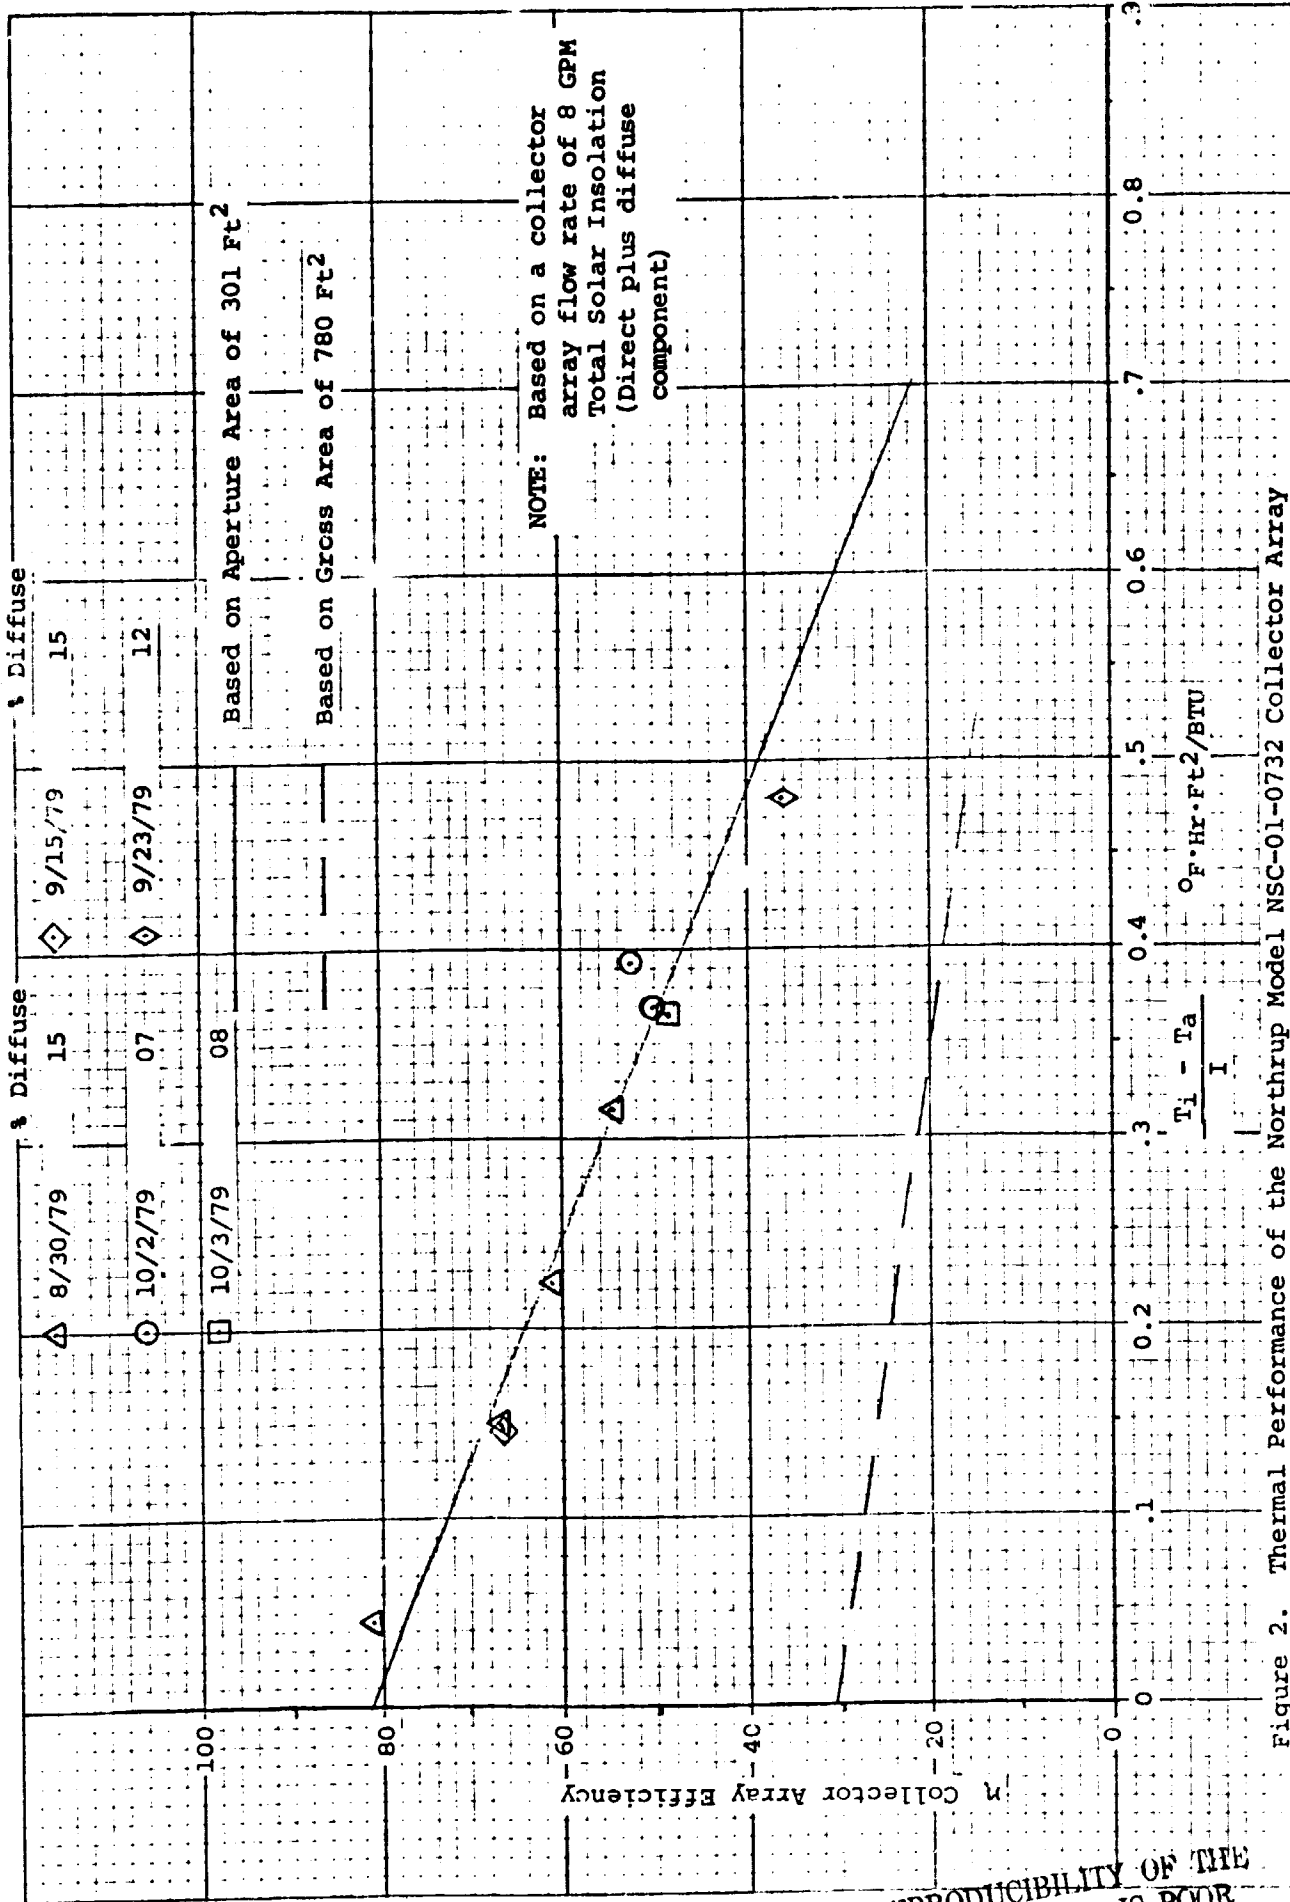 % Diffuse
% Diffuse
8/30/79 15
9/15/79 15
10/2/79 07
9/23/79 12
10/3/79 08
Based on Aperture Area of 301 Ft2
Based on Gross Area of 780 Ft2
NOTE: Based on a collector
array flow rate of 8 GPM
Total Solar Insolation
(Direct plus diffuse
component)
η Collector Array Efficiency
100
80
60
40
20
0
0 .1 0.2 .3 0.4 .5 0.6 .7 0.8 .9
Ti - Ta
I
°F·Hr·Ft2/BTU
Figure 2. Thermal Performance of the Northrup Model NSC-01-0732 Collector Array
REPRODUCIBILITY OF THE
IS POOR